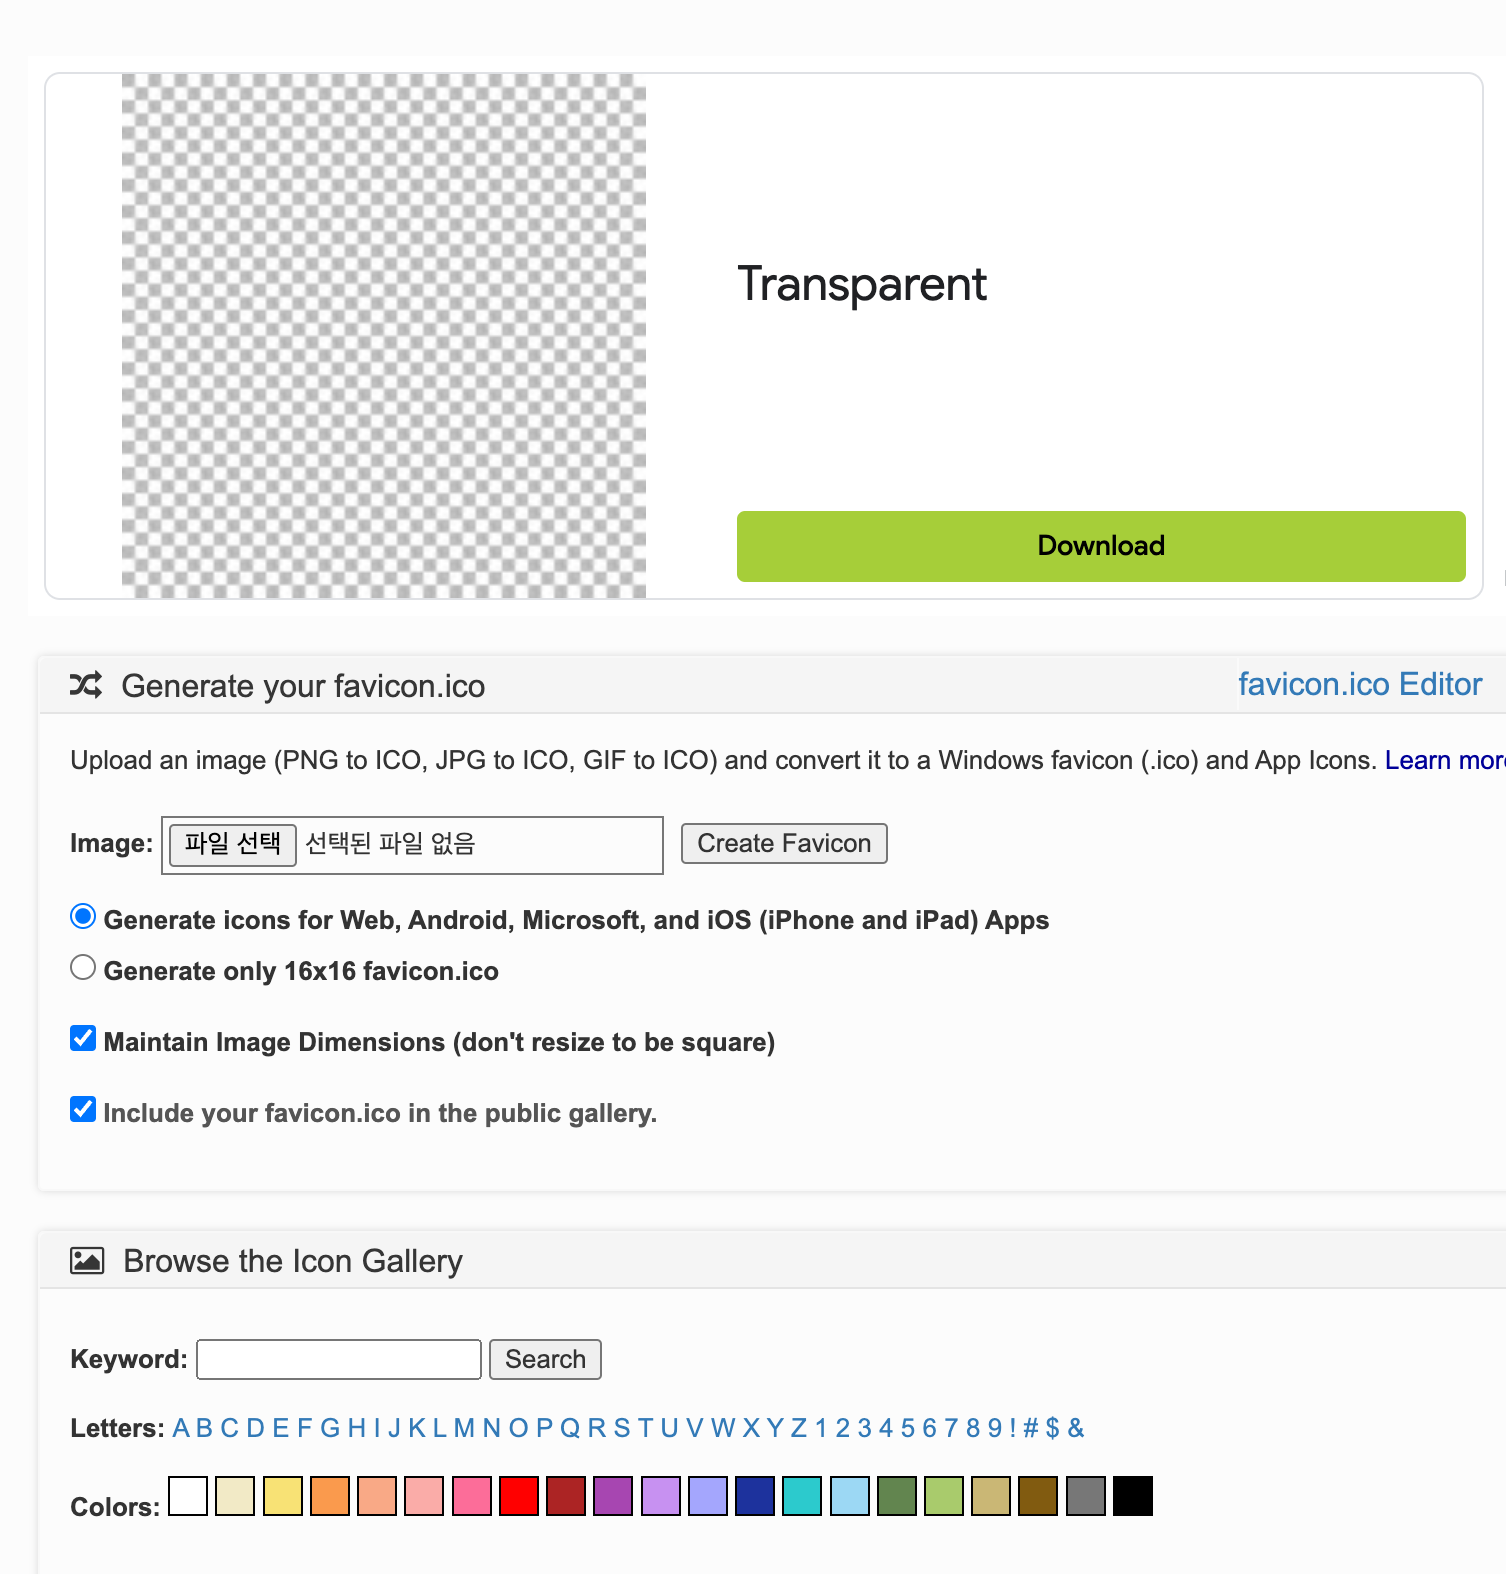 Transparent
Download
Generate your favicon.ico
favicon.ico Editor
Upload an image (PNG to ICO, JPG to ICO, GIF to ICO) and convert it to a Windows favicon (.ico) and App Icons. Learn more
Image: 파일 선택 선택된 파일 없음 Create Favicon
Generate icons for Web, Android, Microsoft, and iOS (iPhone and iPad) Apps
Generate only 16x16 favicon.ico
Maintain Image Dimensions (don't resize to be square)
Include your favicon.ico in the public gallery.
Browse the Icon Gallery
Keyword: Search
Letters: A B C D E F G H I J K L M N O P Q R S T U V W X Y Z 1 2 3 4 5 6 7 8 9 ! # $ &
Colors: